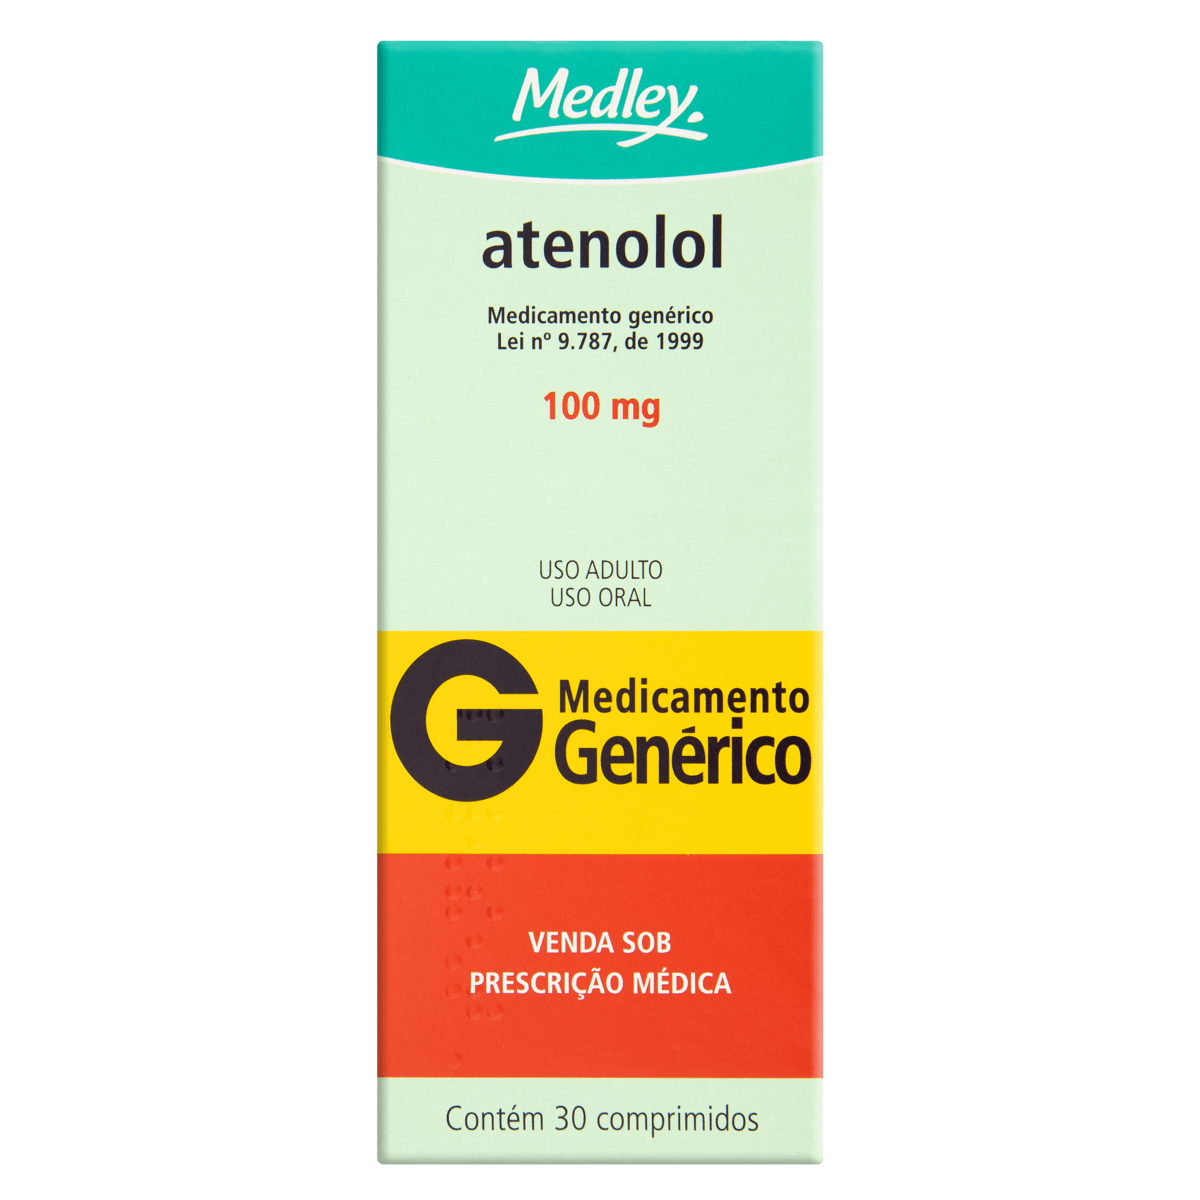 Medley.
atenolol
Medicamento genérico
Lei nº 9.787, de 1999
100 mg
USO ADULTO
USO ORAL
G Medicamento
Genérico
VENDA SOB
PRESCRIÇÃO MÉDICA
Contém 30 comprimidos